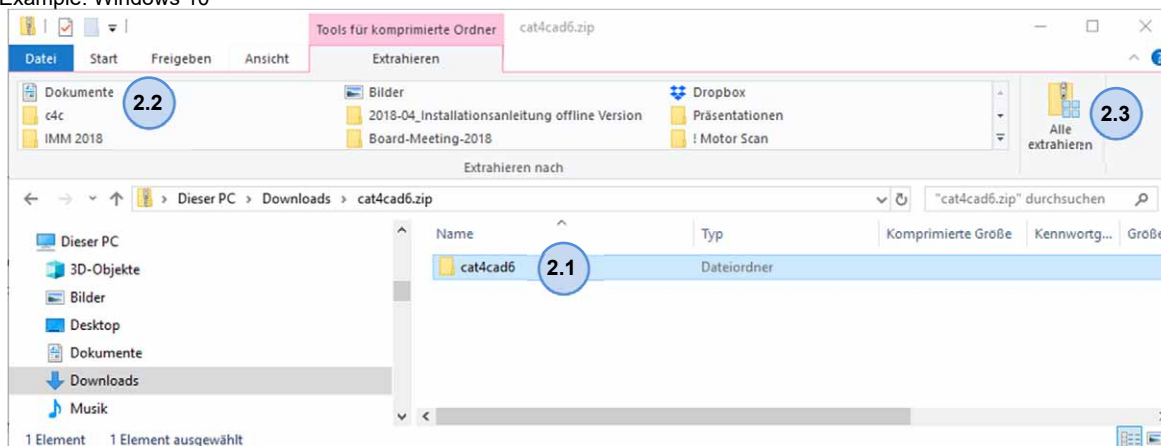 Example: Windows 10
Tools für komprimierte Ordner cat4cad6.zip
Datei Start Freigeben Ansicht Extrahieren
Dokumente Bilder Dropbox
2.2
c4c 2018-04_Installationsanleitung offline Version Präsentationen
IMM 2018 Board-Meeting-2018 ! Motor Scan
Alle extrahieren
2.3
Extrahieren nach
Dieser PC > Downloads > cat4cad6.zip "cat4cad6.zip" durchsuchen
Name Typ Komprimierte Größe Kennwortg... Größe
cat4cad6 2.1 Dateiordner
Dieser PC
3D-Objekte
Bilder
Desktop
Dokumente
Downloads
Musik
1 Element 1 Element ausgewählt